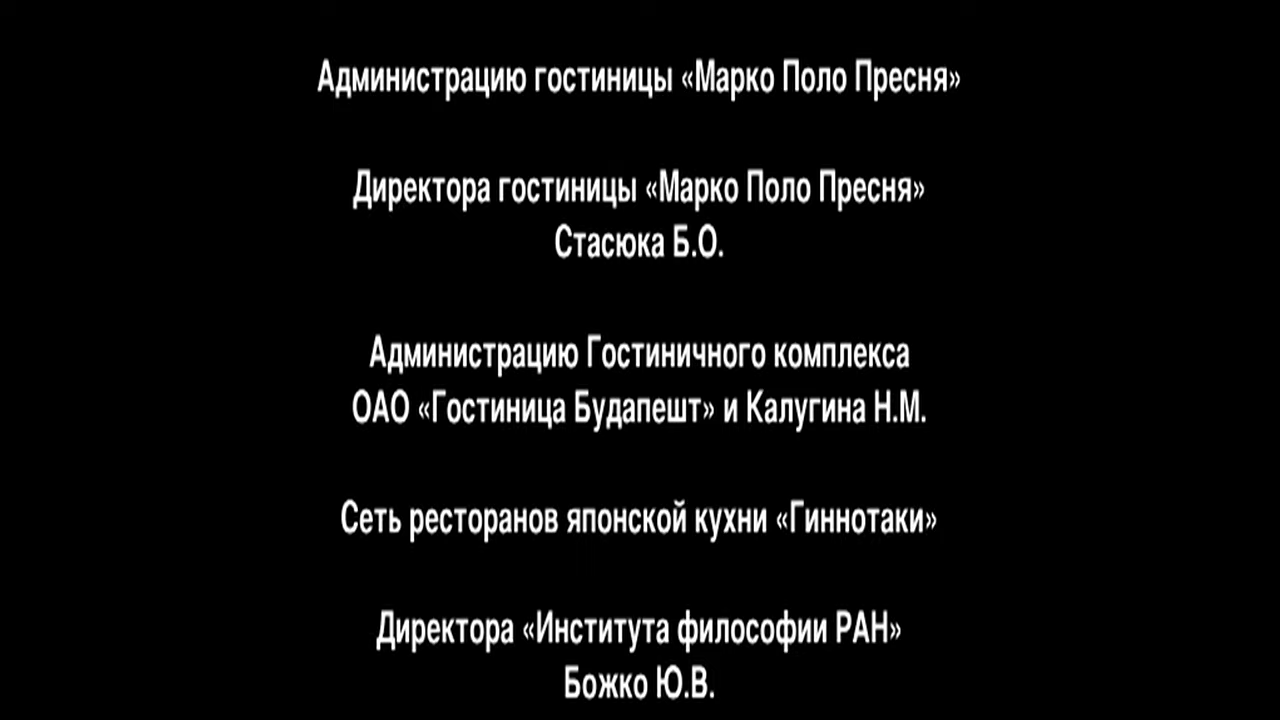 Администрацию гостиницы «Марко Поло Пресня»
Директора гостиницы «Марко Поло Пресня»
Стасюка Б.О.
Администрацию Гостиничного комплекса
ОАО «Гостиница Будапешт» и Калугина Н.М.
Сеть ресторанов японской кухни «Гиннотаки»
Директора «Института философии РАН»
Божко Ю.В.